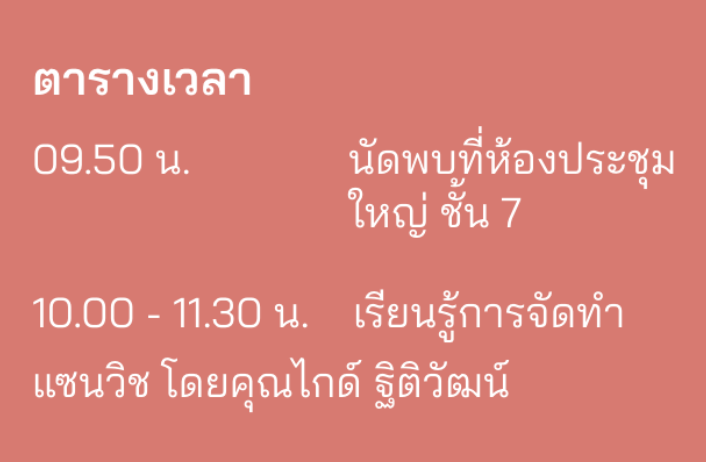 ตารางเวลา
09.50 น. นัดพบที่ห้องประชุม
ใหญ่ ชั้น 7
10.00 - 11.30 น. เรียนรู้การจัดทำ
แซนวิช โดยคุณไกด์ ฐิติวัฒน์